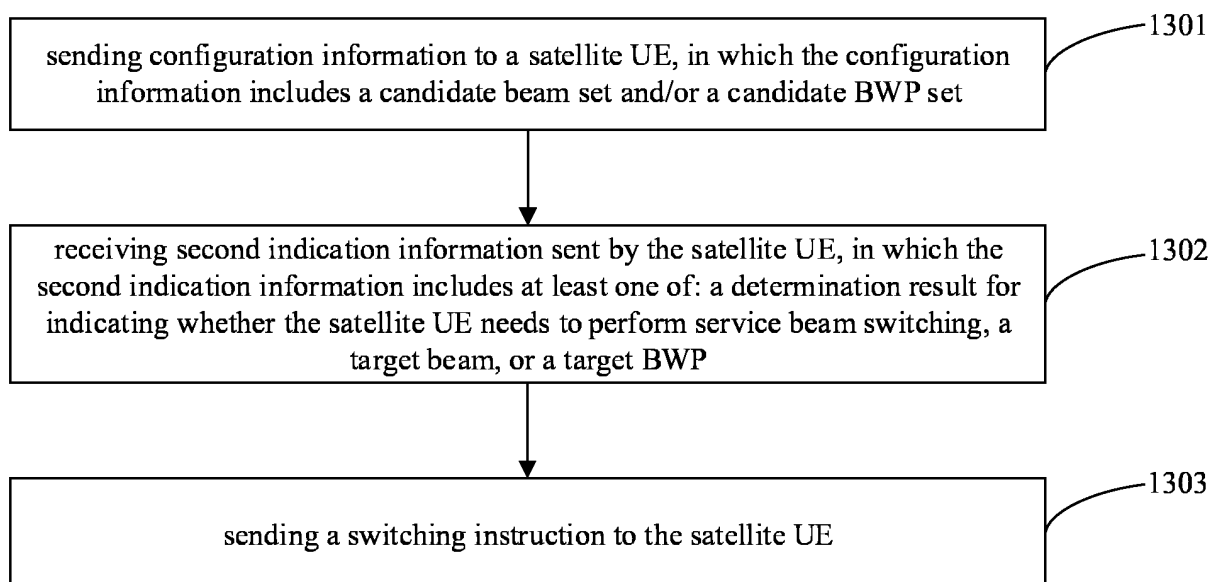 1301
sending configuration information to a satellite UE, in which the configuration
information includes a candidate beam set and/or a candidate BWP set
1302
receiving second indication information sent by the satellite UE, in which the
second indication information includes at least one of: a determination result for
indicating whether the satellite UE needs to perform service beam switching, a
target beam, or a target BWP
1303
sending a switching instruction to the satellite UE